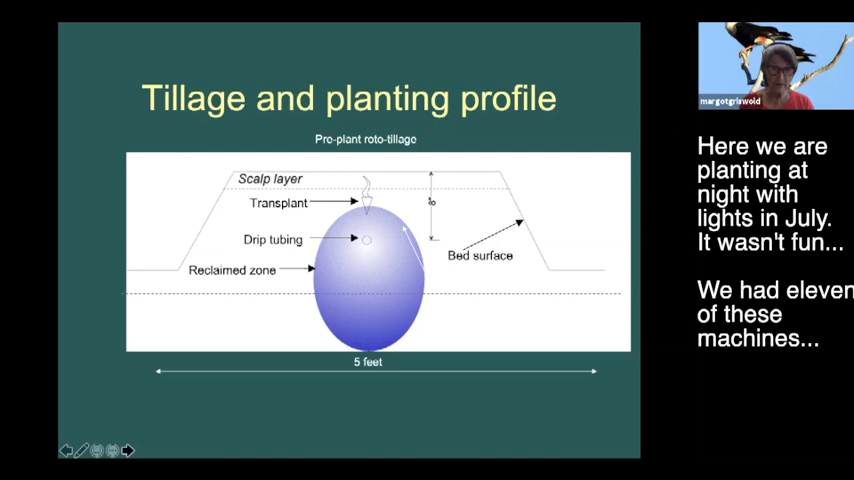 Tillage and planting profile
Pro-plant roto-tillage
Scalp layer
Transplant
8
Drip tubing
Bed surface
Reclaimed zone
5 feet
margotgriswold
Here we are
planting at
night with
lights in July.
It wasn't fun...
We had eleven
of these
machines...